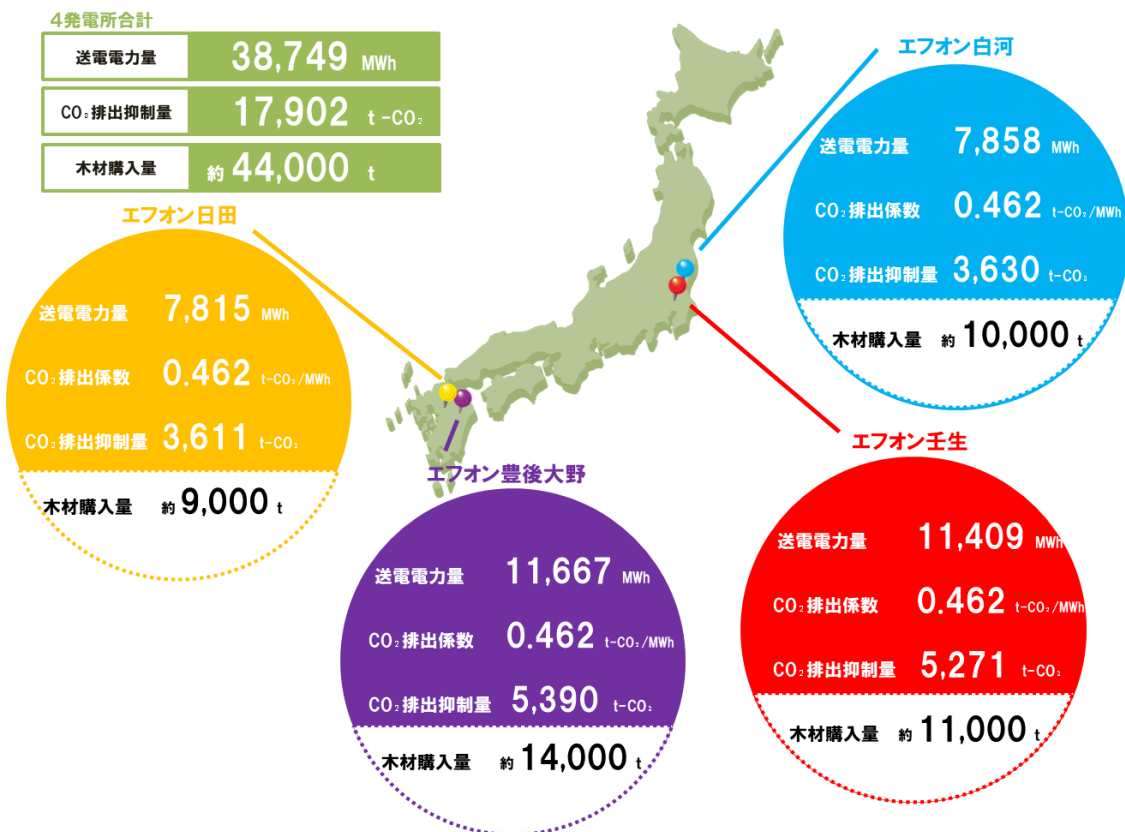 4発電所合計
送電電力量 38,749 MWh
CO₂排出抑制量 17,902 t-CO₂
木材購入量 約 44,000 t
エフオン白河
送電電力量 7,858 MWh
CO₂排出係数 0.462 t-CO₂/MWh
CO₂排出抑制量 3,630 t-CO₂
木材購入量 約 10,000 t
エフオン日田
送電電力量 7,815 MWh
CO₂排出係数 0.462 t-CO₂/MWh
CO₂排出抑制量 3,611 t-CO₂
木材購入量 約 9,000 t
エフオン豊後大野
送電電力量 11,667 MWh
CO₂排出係数 0.462 t-CO₂/MWh
CO₂排出抑制量 5,390 t-CO₂
木材購入量 約 14,000 t
エフオン壬生
送電電力量 11,409 MWh
CO₂排出係数 0.462 t-CO₂/MWh
CO₂排出抑制量 5,271 t-CO₂
木材購入量 約 11,000 t